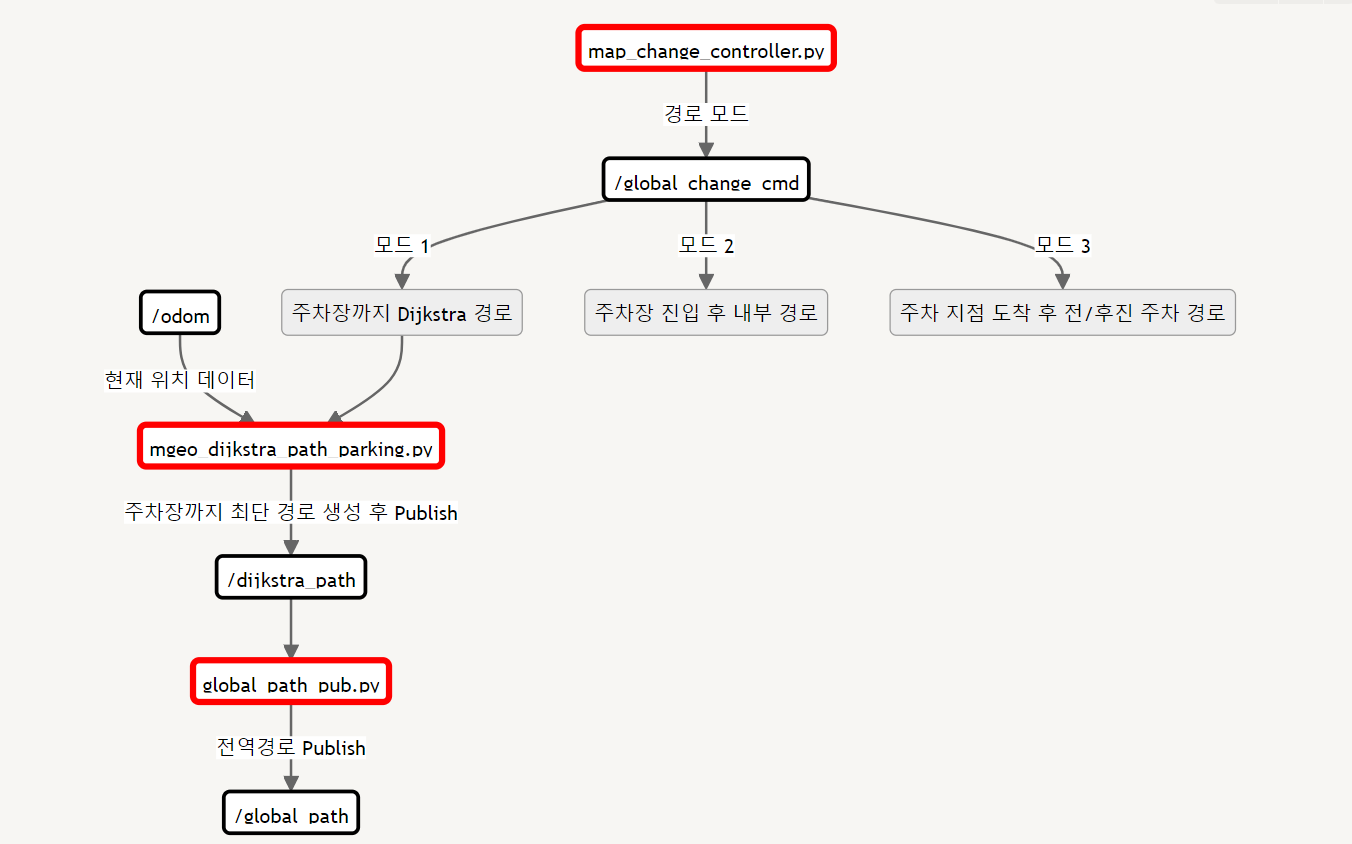 map_change_controller.py
경로 모드
/global_change_cmd
모드 1
모드 2
모드 3
/odom
주차장까지 Dijkstra 경로
주차장 진입 후 내부 경로
주차 지점 도착 후 전/후진 주차 경로
현재 위치 데이터
mgeo_dijkstra_path_parking.py
주차장까지 최단 경로 생성 후 Publish
/dijkstra_path
global_path_pub.py
전역경로 Publish
/global_path